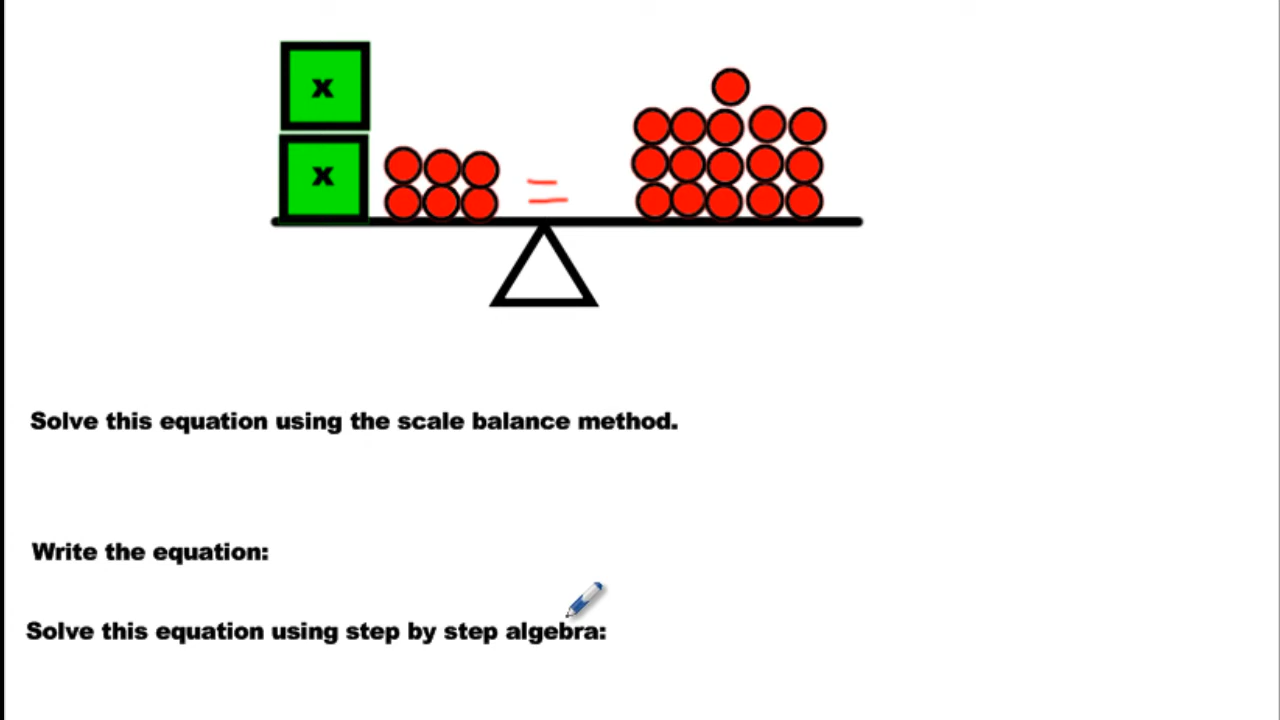 x
x
=
Solve this equation using the scale balance method.
Write the equation:
Solve this equation using step by step algebra: